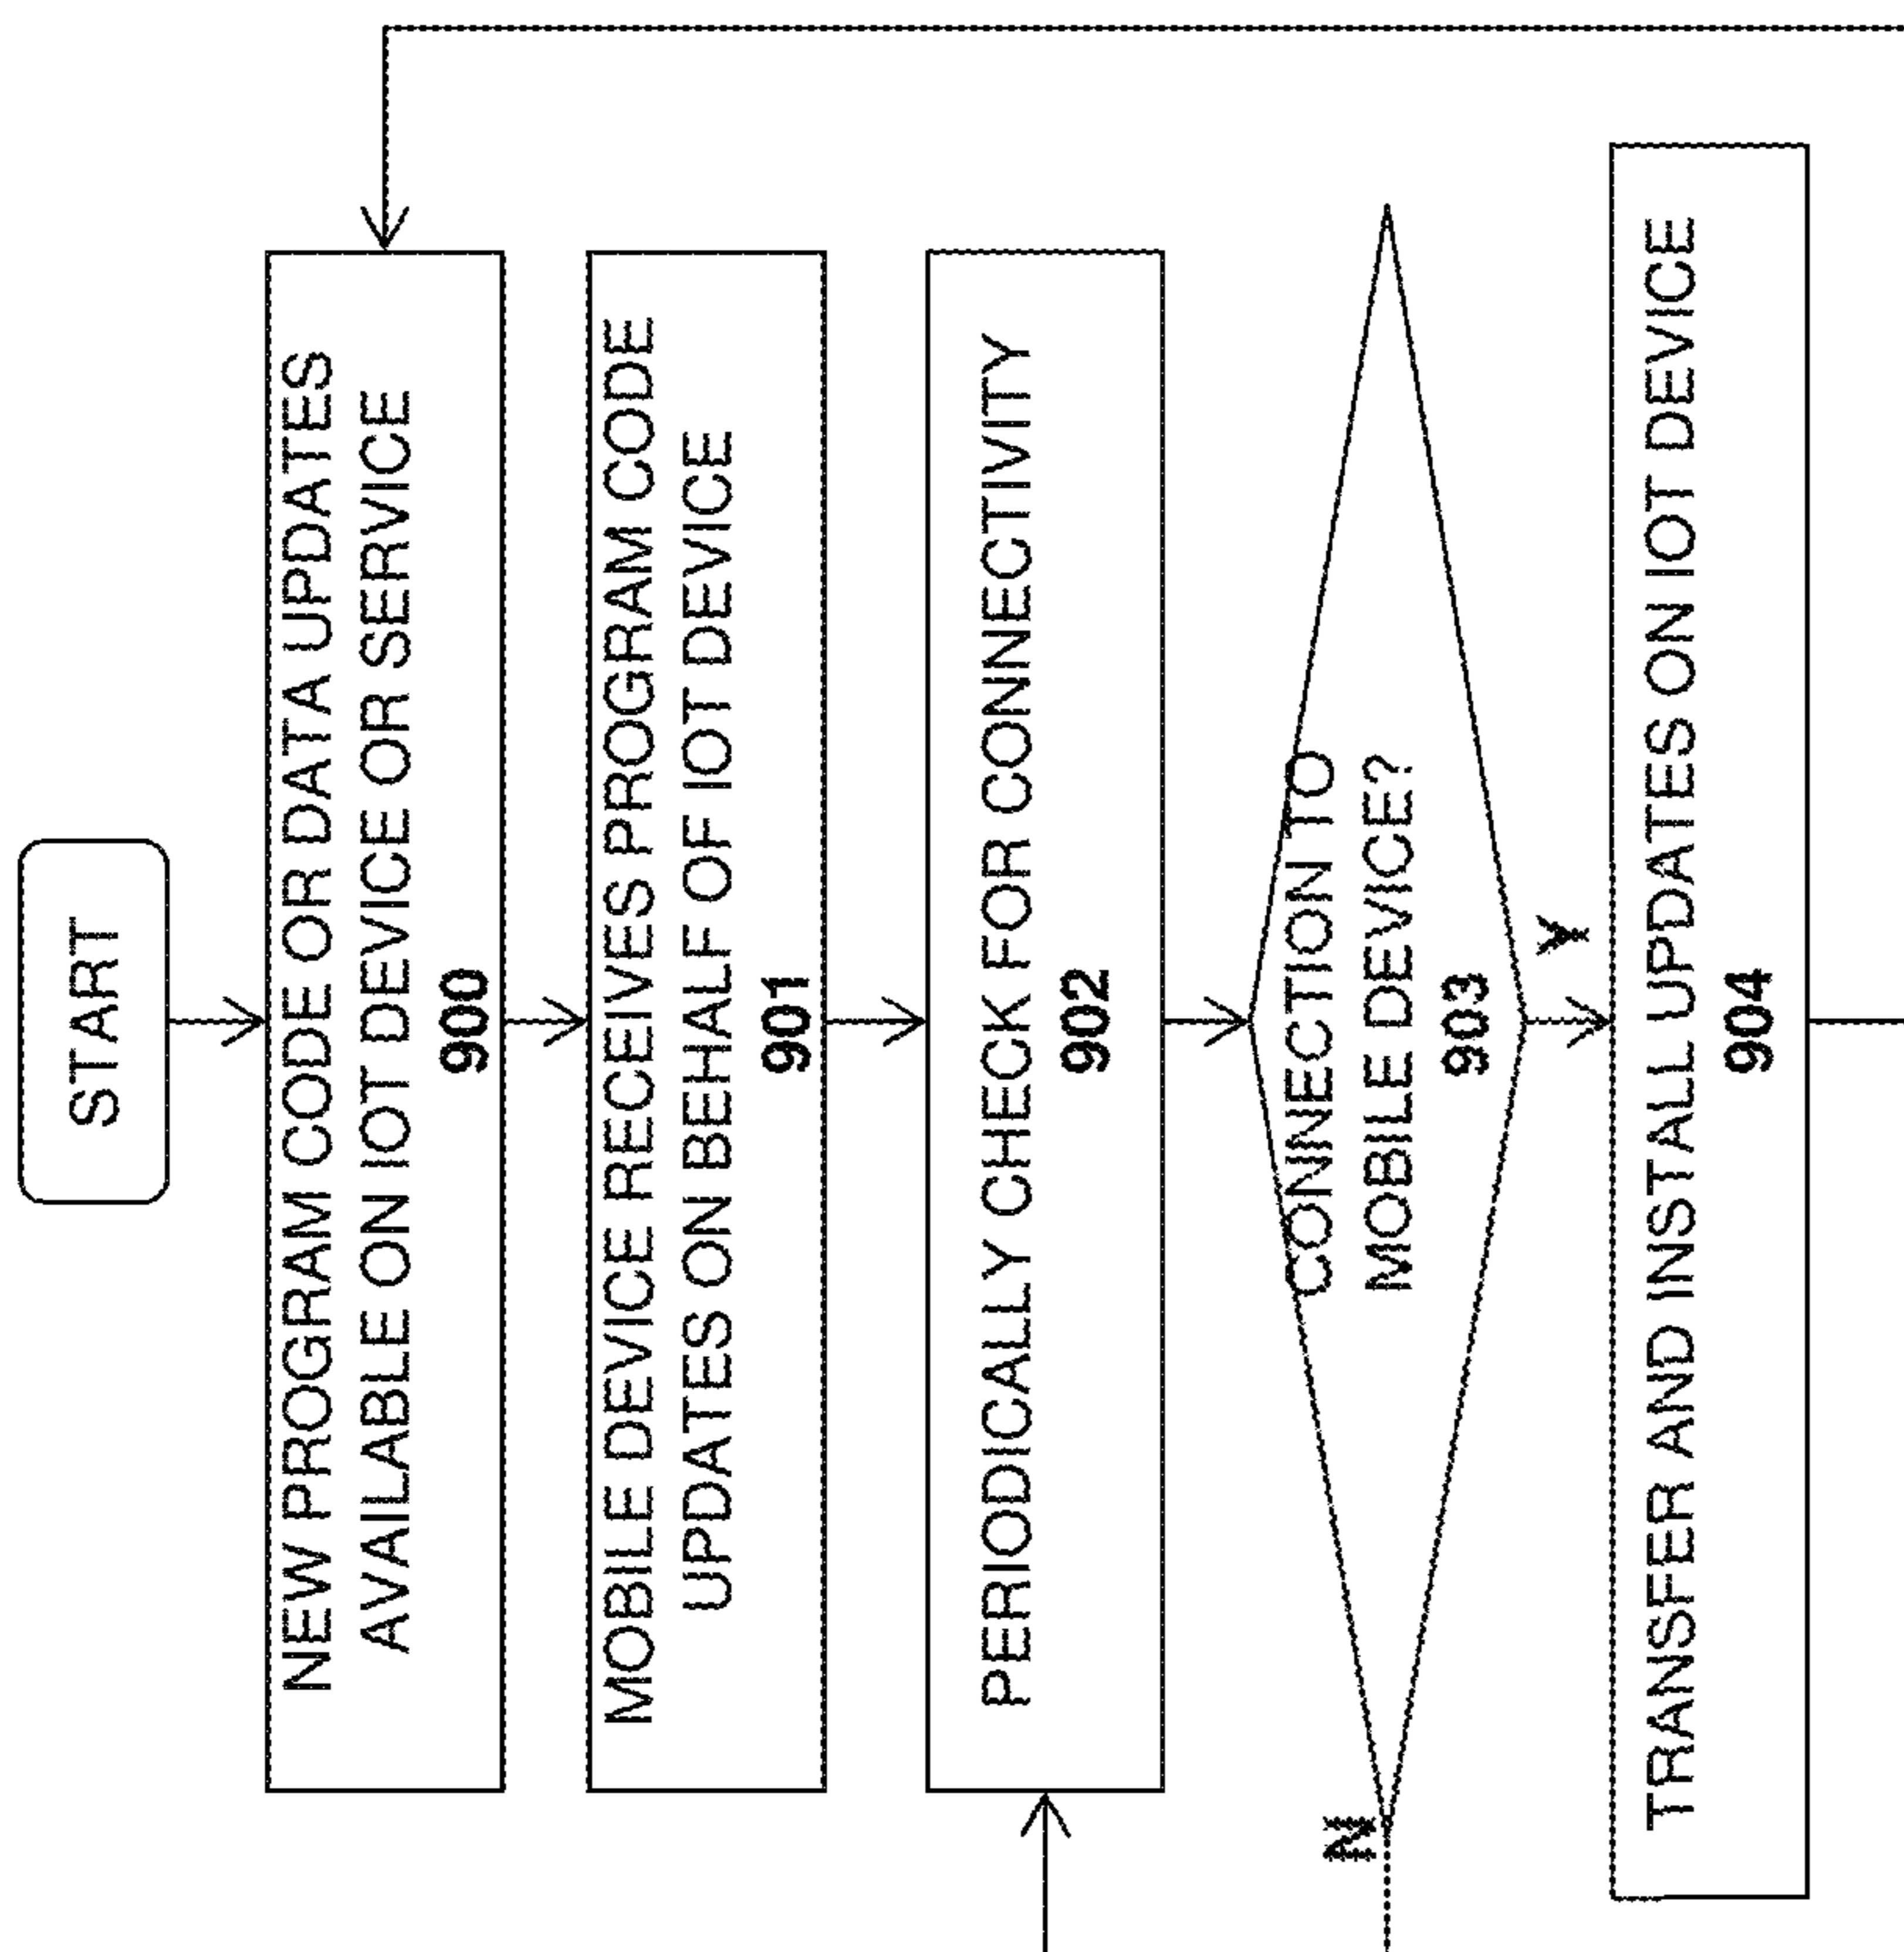 START
NEW PROGRAM CODE OR DATA UPDATES
AVAILABLE ON IOT DEVICE OR SERVICE
900
MOBILE DEVICE RECEIVES PROGRAM CODE
UPDATES ON BEHALF OF IOT DEVICE
901
PERIODICALLY CHECK FOR CONNECTIVITY
902
CONNECTION TO
MOBILE DEVICE?
903
N
Y
TRANSFER AND INSTALL UPDATES ON IOT DEVICE
904